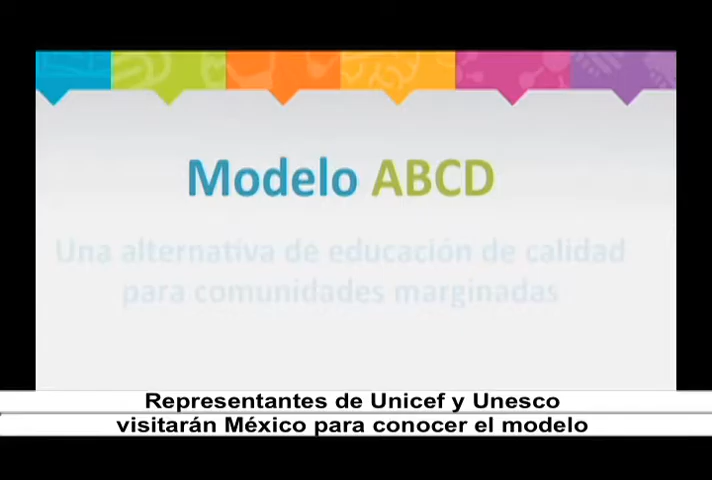 Modelo ABCD
Una alternativa de educación de calidad
para comunidades marginadas
Representantes de Unicef y Unesco
visitarán México para conocer el modelo